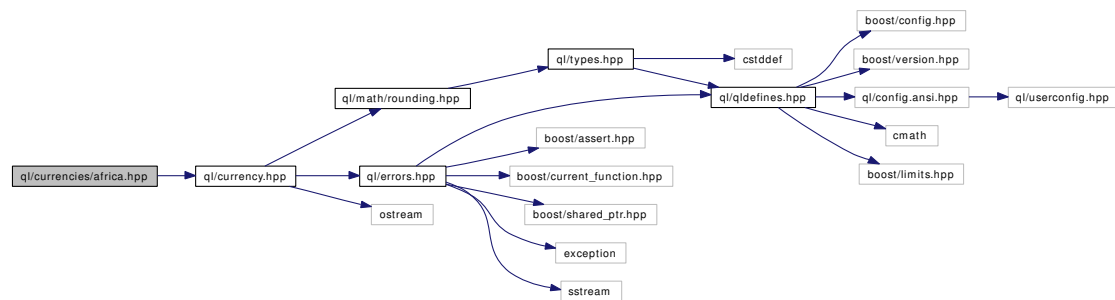 boost/config.hpp
ql/types.hpp
cstddef
boost/version.hpp
ql/math/rounding.hpp
ql/qldefines.hpp
ql/config.ansi.hpp
ql/userconfig.hpp
boost/assert.hpp
cmath
ql/currencies/africa.hpp
ql/currency.hpp
ql/errors.hpp
boost/current_function.hpp
boost/limits.hpp
ostream
boost/shared_ptr.hpp
exception
sstream